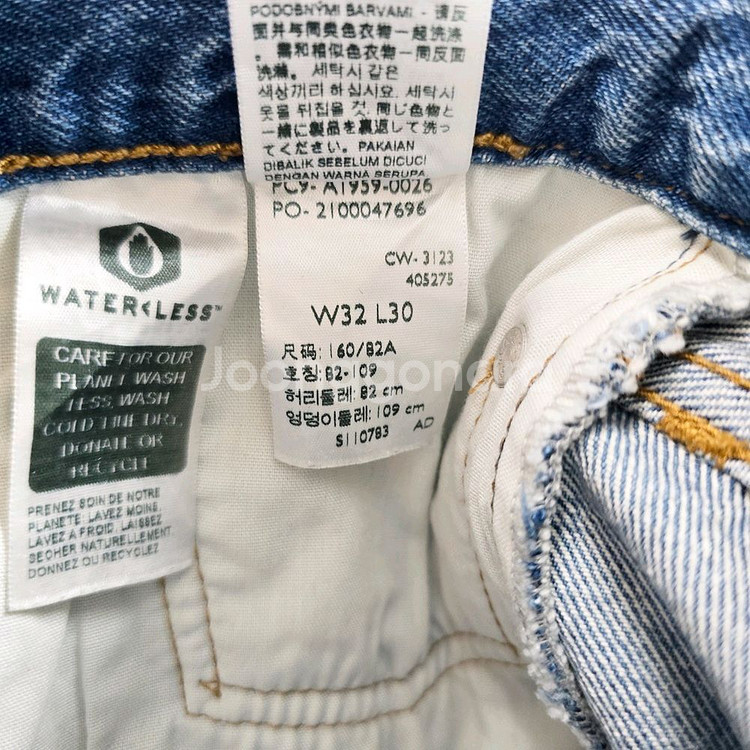 PODOBNÝMI BARVAMI - 请反
面并与同类色衣物一起洗涤
。需和相似色衣物一同反面
洗滌。세탁시 같은
색상끼리 하십시요. 세탁시
옷을 뒤집을 것. 同じ色物と
一緒に製品を裏返して洗っ
てください。PAKAIAN
DIBALIK SEBELUM DICUCI
DENGAN WARNA SERUPA
PC9- A1959-0026
PO- 2100047696
CW- 3123
405275
W32 L30
尺码: 160/82A
호칭: 82-109
허리둘레: 82 cm
엉덩이둘레: 109 cm
S110783 AD
WATER<LESS™
CARE FOR OUR
PLANET WASH
LESS, WASH
COLD LINE DRY,
DONATE OR
RECYCLE
PRENEZ SOIN DE NOTRE
PLANÈTE: LAVEZ MOINS,
LAVEZ À FROID, LAISSEZ
SÉCHER NATURELLEMENT,
DONNEZ OU RECYCLEZ